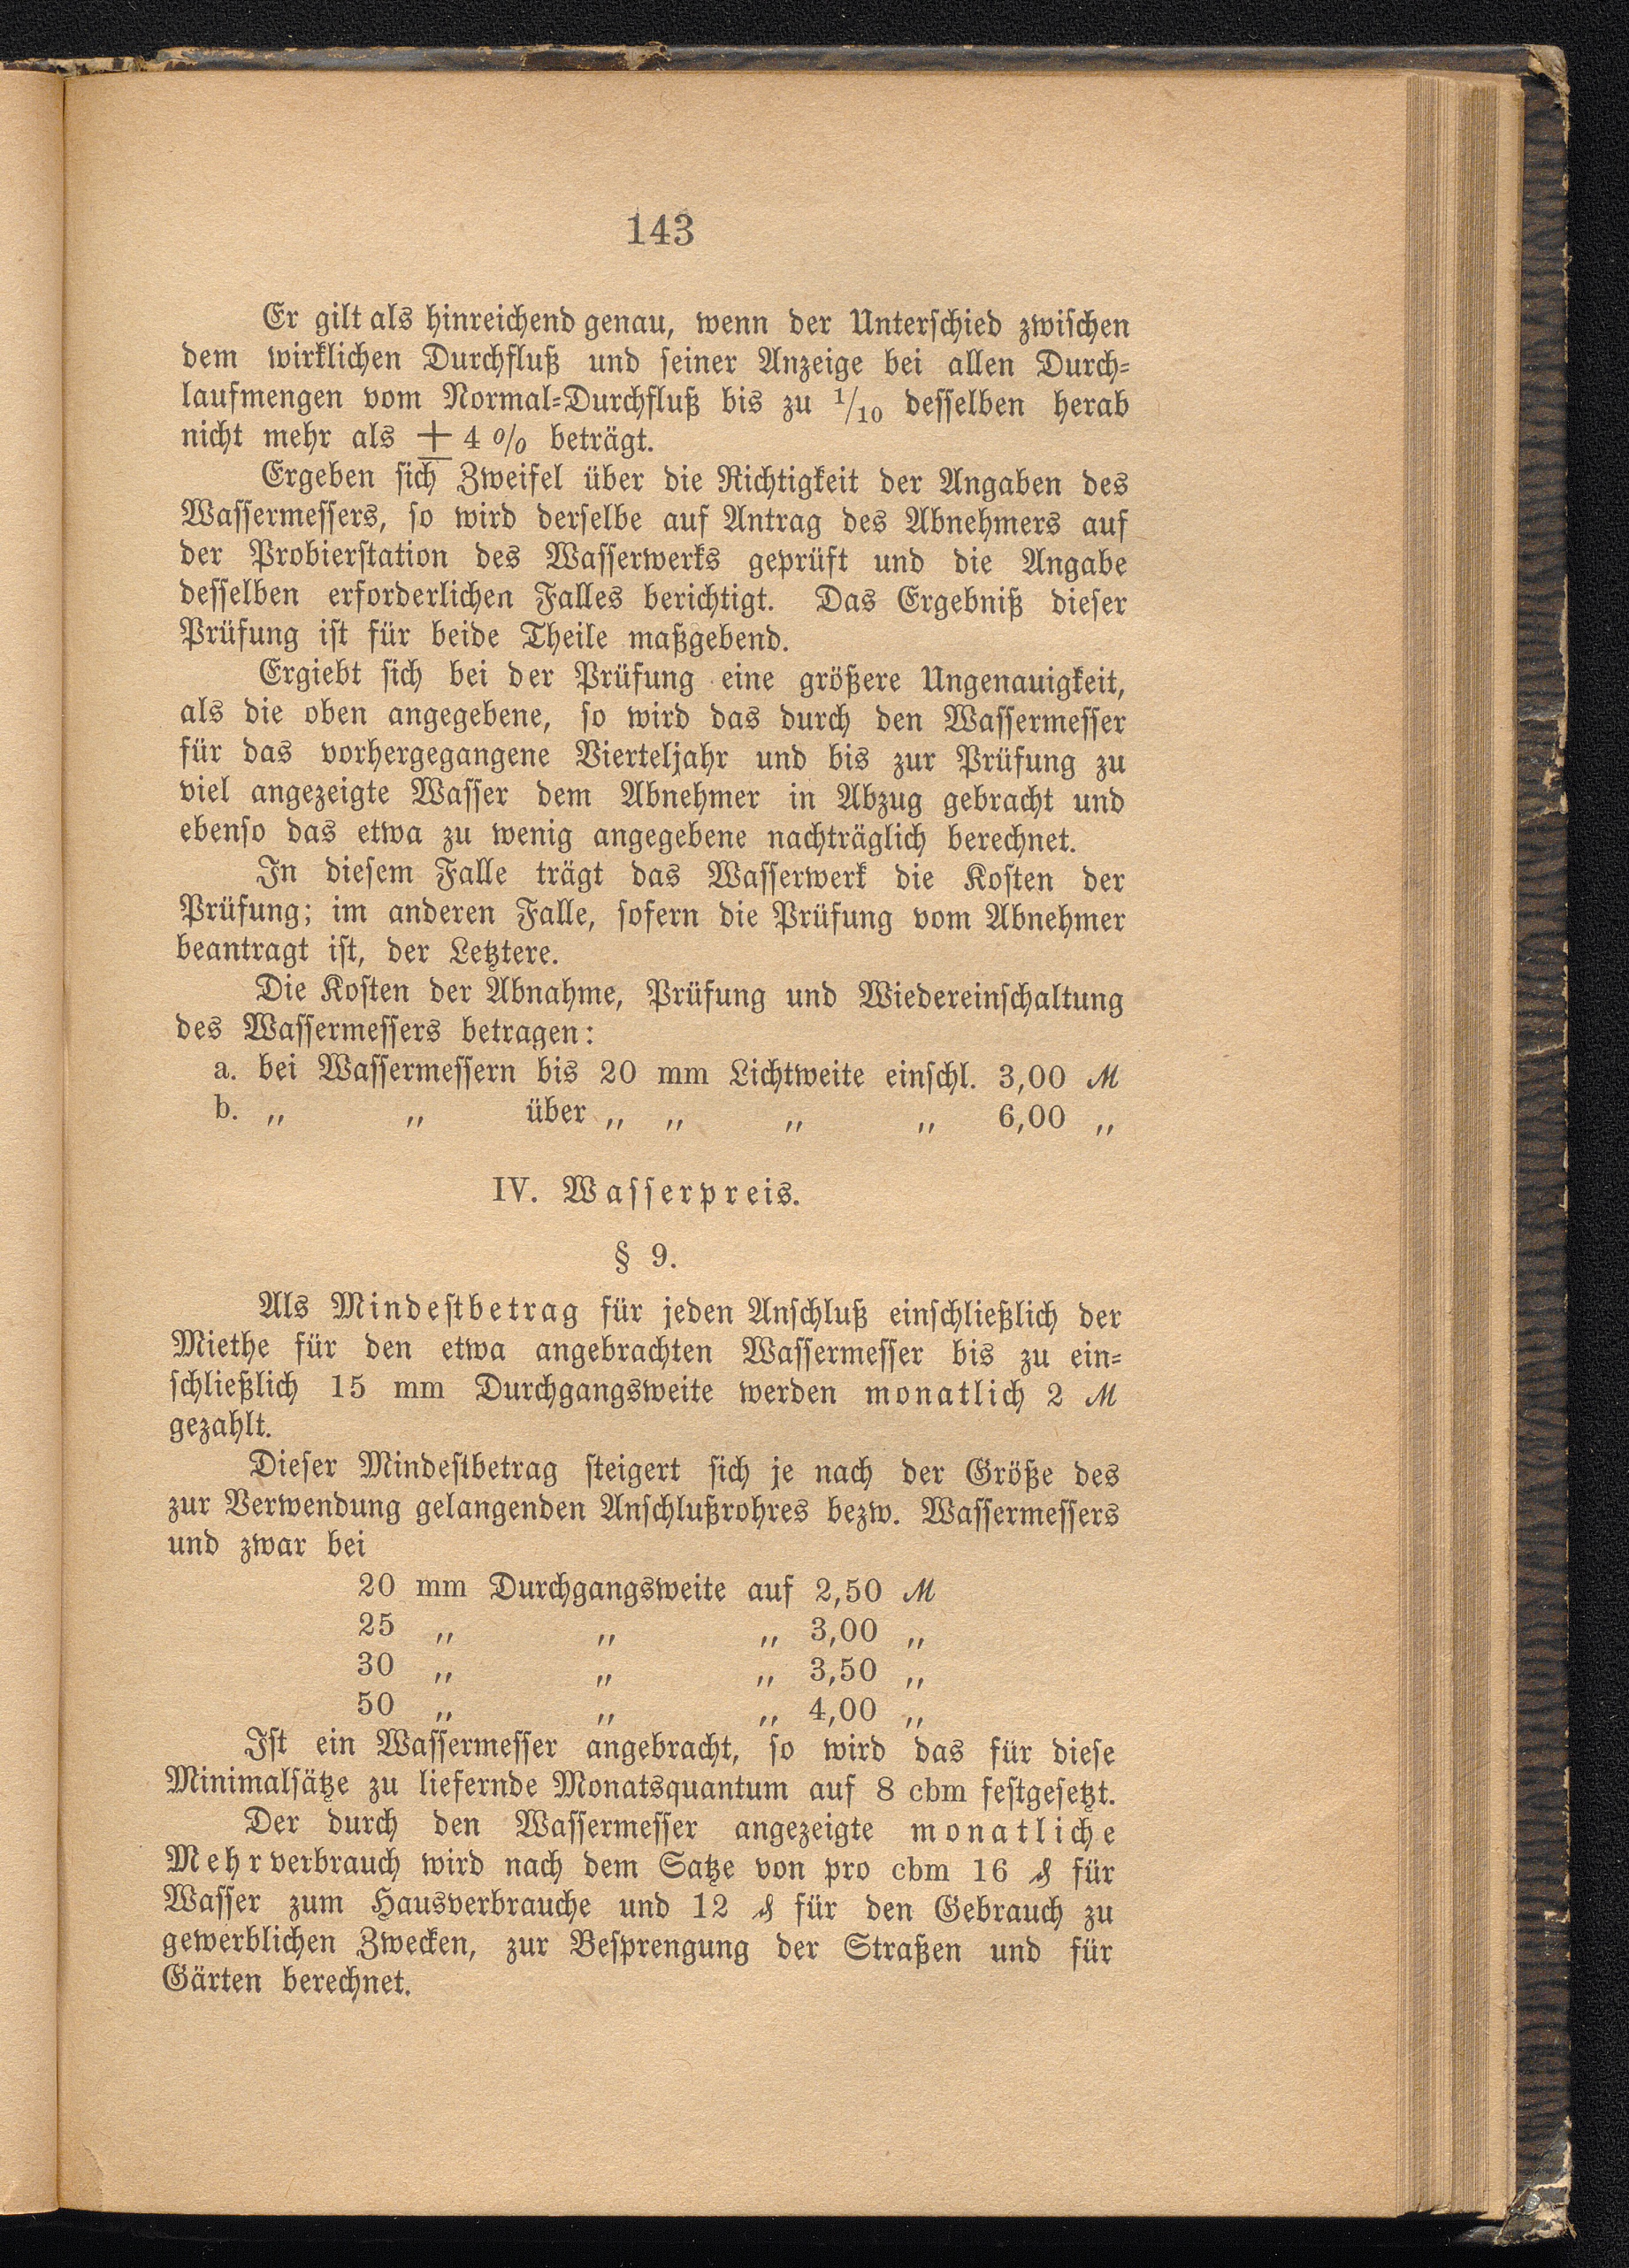 143
Er gilt als hinreichend genau, wenn der Unterschied zwischen
dem wirklichen Durchfluß und seiner Anzeige bei allen Durch-
laufmengen vom Normal-Durchfluß bis zu 1/10 desselben herab
nicht mehr als ± 4 % beträgt.
Ergeben sich Zweifel über die Richtigkeit der Angaben des
Wassermessers, so wird derselbe auf Antrag des Abnehmers auf
der Probierstation des Wasserwerks geprüft und die Angabe
desselben erforderlichen Falles berichtigt. Das Ergebniß dieser
Prüfung ist für beide Theile maßgebend.
Ergiebt sich bei der Prüfung eine größere Ungenauigkeit,
als die oben angegebene, so wird das durch den Wassermesser
für das vorhergegangene Vierteljahr und bis zur Prüfung zu
viel angezeigte Wasser dem Abnehmer in Abzug gebracht und
ebenso das etwa zu wenig angegebene nachträglich berechnet.
In diesem Falle trägt das Wasserwerk die Kosten der
Prüfung; im anderen Falle, sofern die Prüfung vom Abnehmer
beantragt ist, der Letztere.
Die Kosten der Abnahme, Prüfung und Wiedereinschaltung
des Wassermessers betragen:
a. bei Wassermessern bis 20 mm Lichtweite einschl. 3,00 ℳ
b. „ „ über „ „ „ „ 6,00 „
IV. Wasserpreis.
§ 9.
Als Mindestbetrag für jeden Anschluß einschließlich der
Miethe für den etwa angebrachten Wassermesser bis zu ein-
schließlich 15 mm Durchgangsweite werden monatlich 2 ℳ
gezahlt.
Dieser Mindestbetrag steigert sich je nach der Größe des
zur Verwendung gelangenden Anschlußrohres bezw. Wassermessers
und zwar bei
20 mm Durchgangsweite auf 2,50 ℳ
25 „ „ „ 3,00 „
30 „ „ „ 3,50 „
50 „ „ „ 4,00 „
Ist ein Wassermesser angebracht, so wird das für diese
Minimalsätze zu liefernde Monatsquantum auf 8 cbm festgesetzt.
Der durch den Wassermesser angezeigte monatliche
Mehrverbrauch wird nach dem Satze von pro cbm 16 ₰ für
Wasser zum Hausverbrauche und 12 ₰ für den Gebrauch zu
gewerblichen Zwecken, zur Besprengung der Straßen und für
Gärten berechnet.